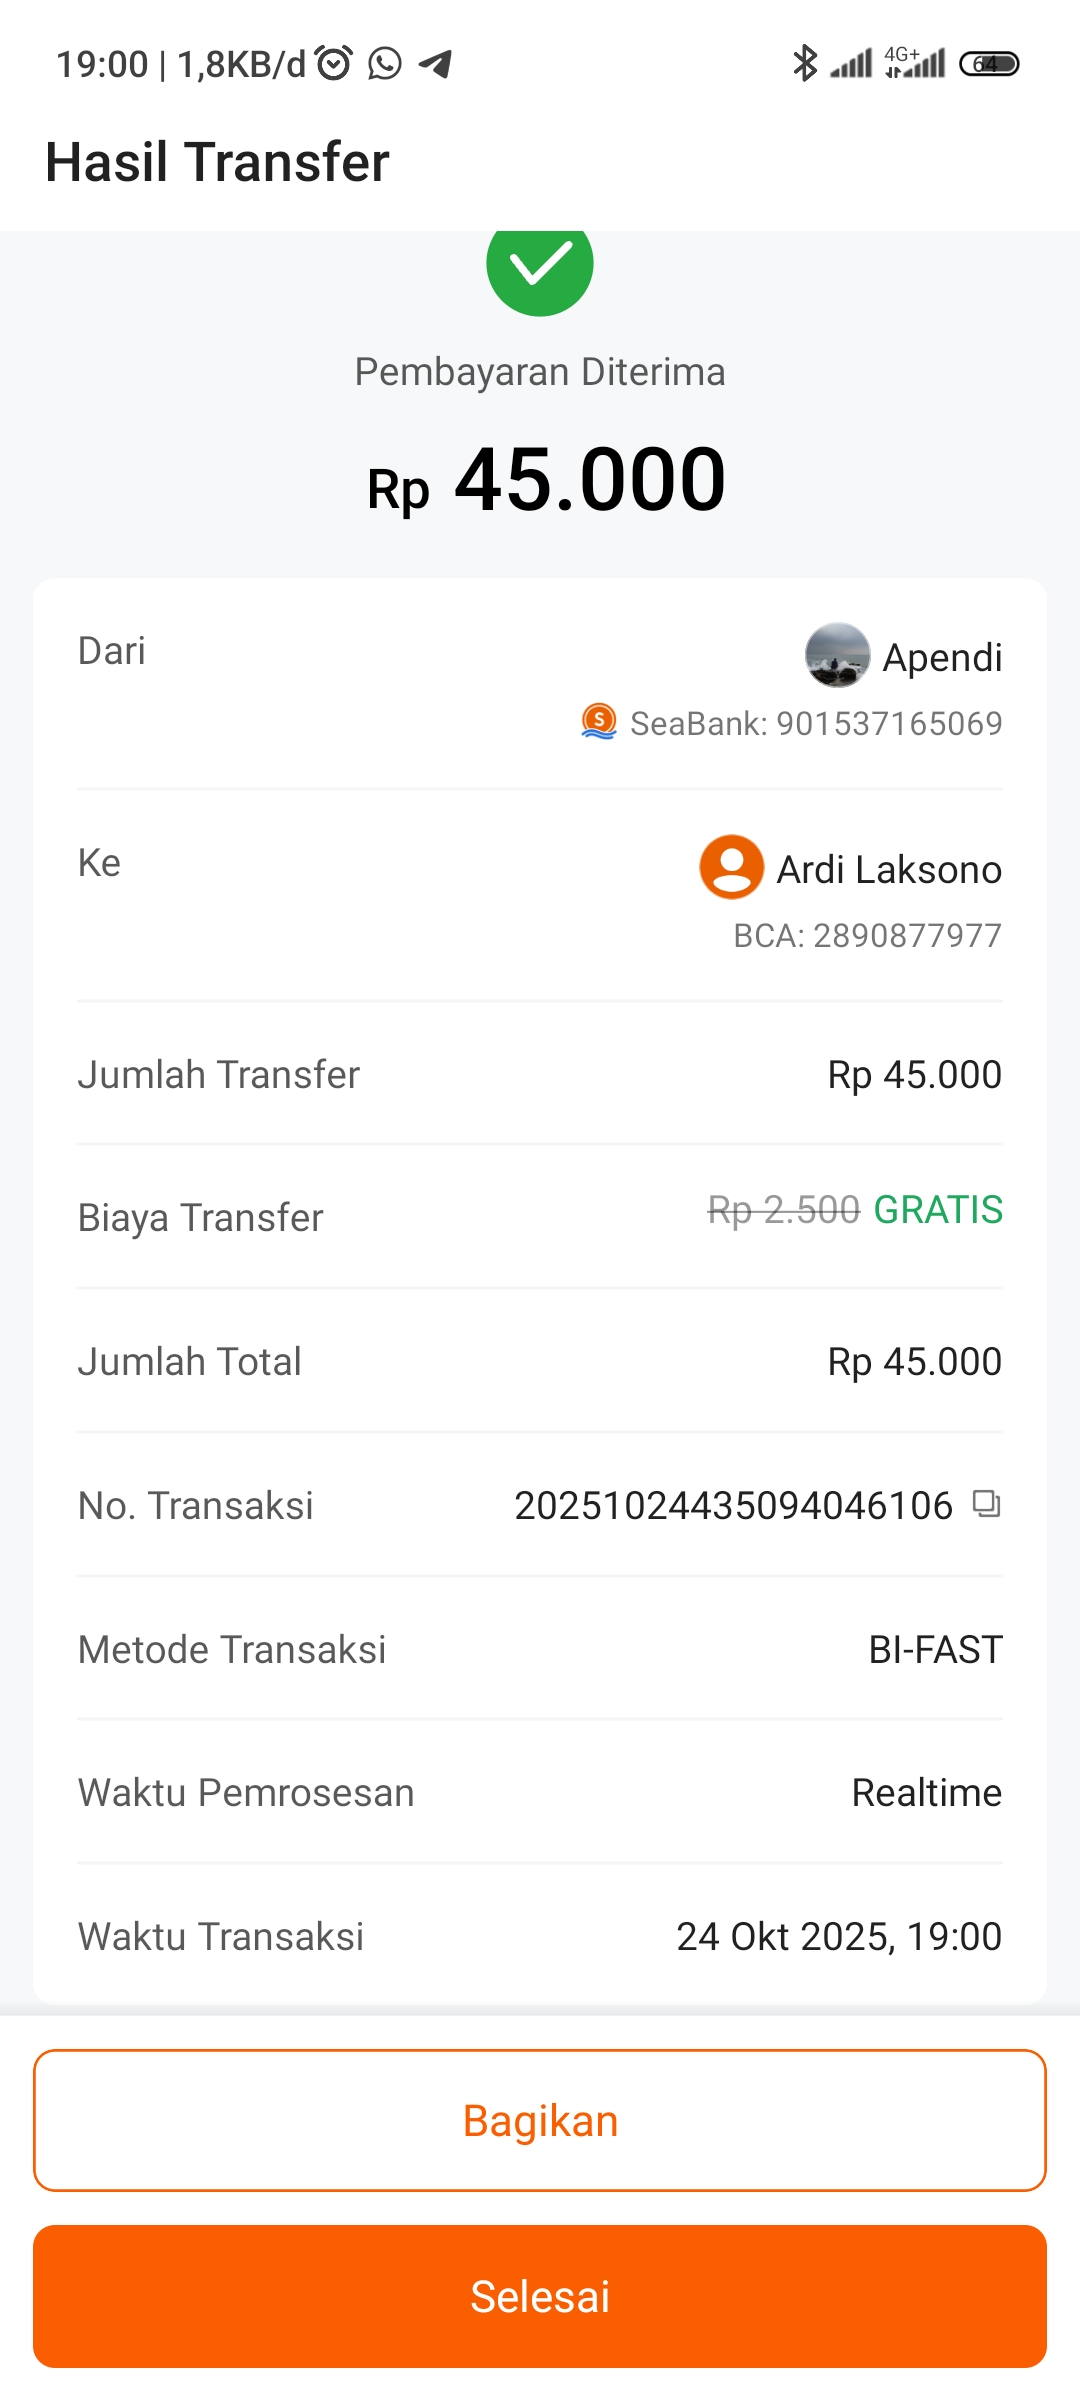 19:00 | 1,8KB/d
4G+
64
Hasil Transfer
Pembayaran Diterima
Rp 45.000
Dari
Apendi
SeaBank: 901537165069
Ke
Ardi Laksono
BCA: 2890877977
Jumlah Transfer
Rp 45.000
Biaya Transfer
Rp 2.500 GRATIS
Jumlah Total
Rp 45.000
No. Transaksi
20251024435094046106
Metode Transaksi
BI-FAST
Waktu Pemrosesan
Realtime
Waktu Transaksi
24 Okt 2025, 19:00
Bagikan
Selesai